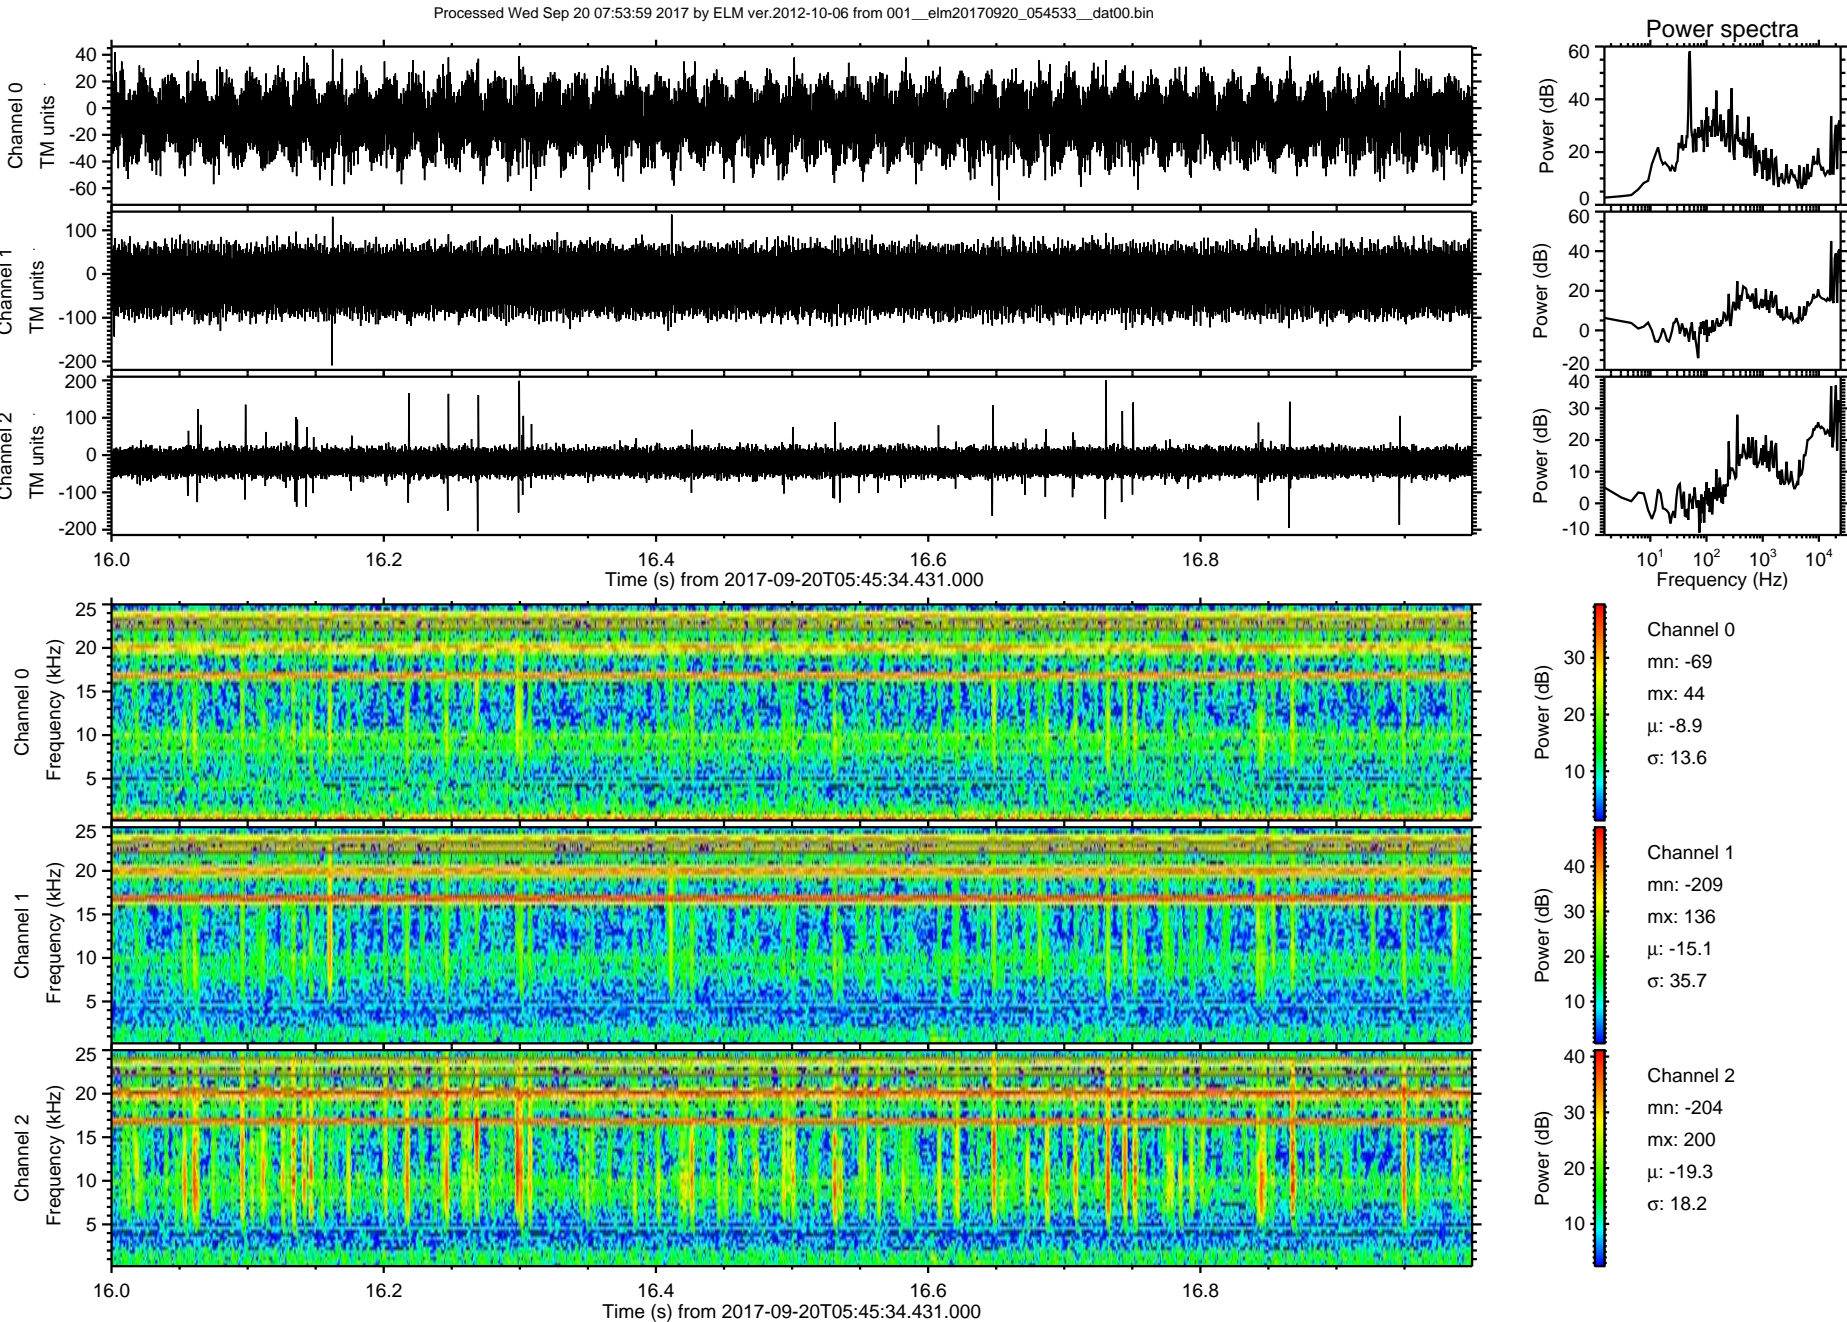 Processed Wed Sep 20 07:53:59 2017 by ELM ver.2012-10-06 from 001__elm20170920_054533__dat00.bin
Power spectra
Channel 0
TM units
40
20
0
-20
-40
-60
Power (dB)
60
40
20
0
Channel 1
TM units
100
0
-100
-200
Power (dB)
60
40
20
0
-20
Channel 2
TM units
200
100
0
-100
-200
Power (dB)
40
30
20
10
0
-10
16.0 16.2 16.4 16.6 16.8
Time (s) from 2017-09-20T05:45:34.431.000
10¹ 10² 10³ 10⁴
Frequency (Hz)
Channel 0
Frequency (kHz)
25
20
15
10
5
Power (dB)
30
20
10
Channel 0
mn: -69
mx: 44
μ: -8.9
σ: 13.6
Channel 1
Frequency (kHz)
25
20
15
10
5
Power (dB)
40
30
20
10
Channel 1
mn: -209
mx: 136
μ: -15.1
σ: 35.7
Channel 2
Frequency (kHz)
25
20
15
10
5
Power (dB)
40
30
20
10
Channel 2
mn: -204
mx: 200
μ: -19.3
σ: 18.2
16.0 16.2 16.4 16.6 16.8
Time (s) from 2017-09-20T05:45:34.431.000